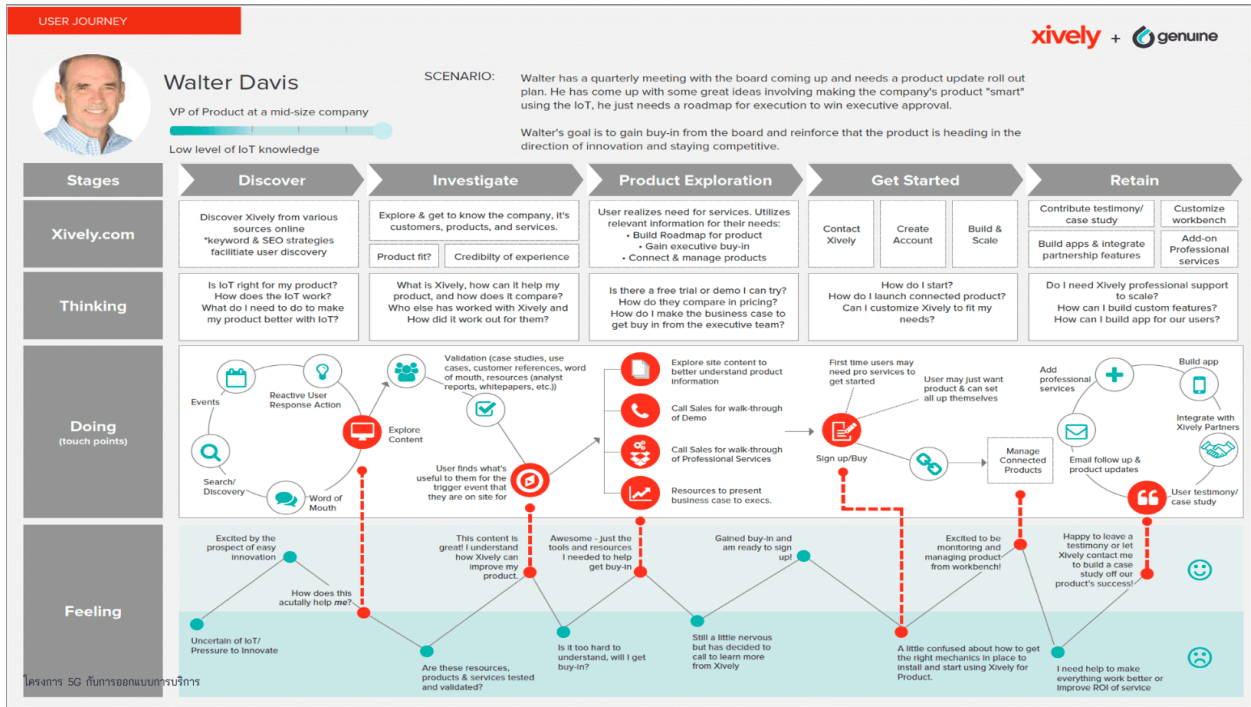 USER JOURNEY
xively + genuine
Walter Davis
VP of Product at a mid-size company
Low level of IoT knowledge
SCENARIO:
Walter has a quarterly meeting with the board coming up and needs a product update roll out
plan. He has come up with some great ideas involving making the company's product "smart"
using the IoT, he just needs a roadmap for execution to win executive approval.
Walter's goal is to gain buy-in from the board and reinforce that the product is heading in the
direction of innovation and staying competitive.
Stages
Discover
Investigate
Product Exploration
Get Started
Retain
Xively.com
Discover Xively from various
sources online
*keyword & SEO strategies
facilitiate user discovery
Explore & get to know the company, it's
customers, products, and services.
Product fit?
Credibilty of experience
User realizes need for services. Utilizes
relevant information for their needs:
• Build Roadmap for product
• Gain executive buy-in
• Connect & manage products
Contact
Xively
Create
Account
Build &
Scale
Contribute testimony/
case study
Customize
workbench
Build apps & integrate
partnership features
Add-on
Professional
services
Thinking
Is IoT right for my product?
How does the IoT work?
What do I need to do to make
my product better with IoT?
What is Xively, how can it help my
product, and how does it compare?
Who else has worked with Xively and
How did it work out for them?
Is there a free trial or demo I can try?
How do they compare in pricing?
How do I make the business case to
get buy in from the executive team?
How do I start?
How do I launch connected product?
Can I customize Xively to fit my
needs?
Do I need Xively professional support
to scale?
How can I build custom features?
How can I build app for our users?
Doing
(touch points)
Events
Reactive User
Response Action
Search/
Discovery
Word of
Mouth
Explore
Content
Validation (case studies, use
cases, customer references, word
of mouth, resources (analyst
reports, whitepapers, etc.))
User finds what's
useful to them for the
trigger event that
they are on site for
Explore site content to
better understand product
information
Call Sales for walk-through
of Demo
Call Sales for walk-through
of Professional Services
Resources to present
business case to execs.
First time users may
need pro services to
get started
User may just want
product & can set
all up themselves
Sign up/Buy
Manage
Connected
Products
Add
professional
services
Build app
Integrate with
Xively Partners
Email follow up &
product updates
User testimony/
case study
Feeling
Excited by the
prospect of easy
innovation
How does this
acutally help me?
Uncertain of IoT/
Pressure to Innovate
This content is
great! I understand
how Xively can
improve my
product.
Are these resources,
products & services tested
and validated?
Awesome - just the
tools and resources
I needed to help
get buy-in
Is it too hard to
understand, will I get
buy-in?
Gained buy-in and
am ready to sign
up!
Still a little nervous
but has decided to
call to learn more
from Xively
Excited to be
monitoring and
managing product
from workbench!
A little confused about how to get
the right mechanics in place to
install and start using Xively for
Product.
Happy to leave a
testimony or let
Xively contact me
to build a case
study off our
product's success!
I need help to make
everything work better or
improve ROI of service
โครงการ 5G กับการออกแบบการบริการ